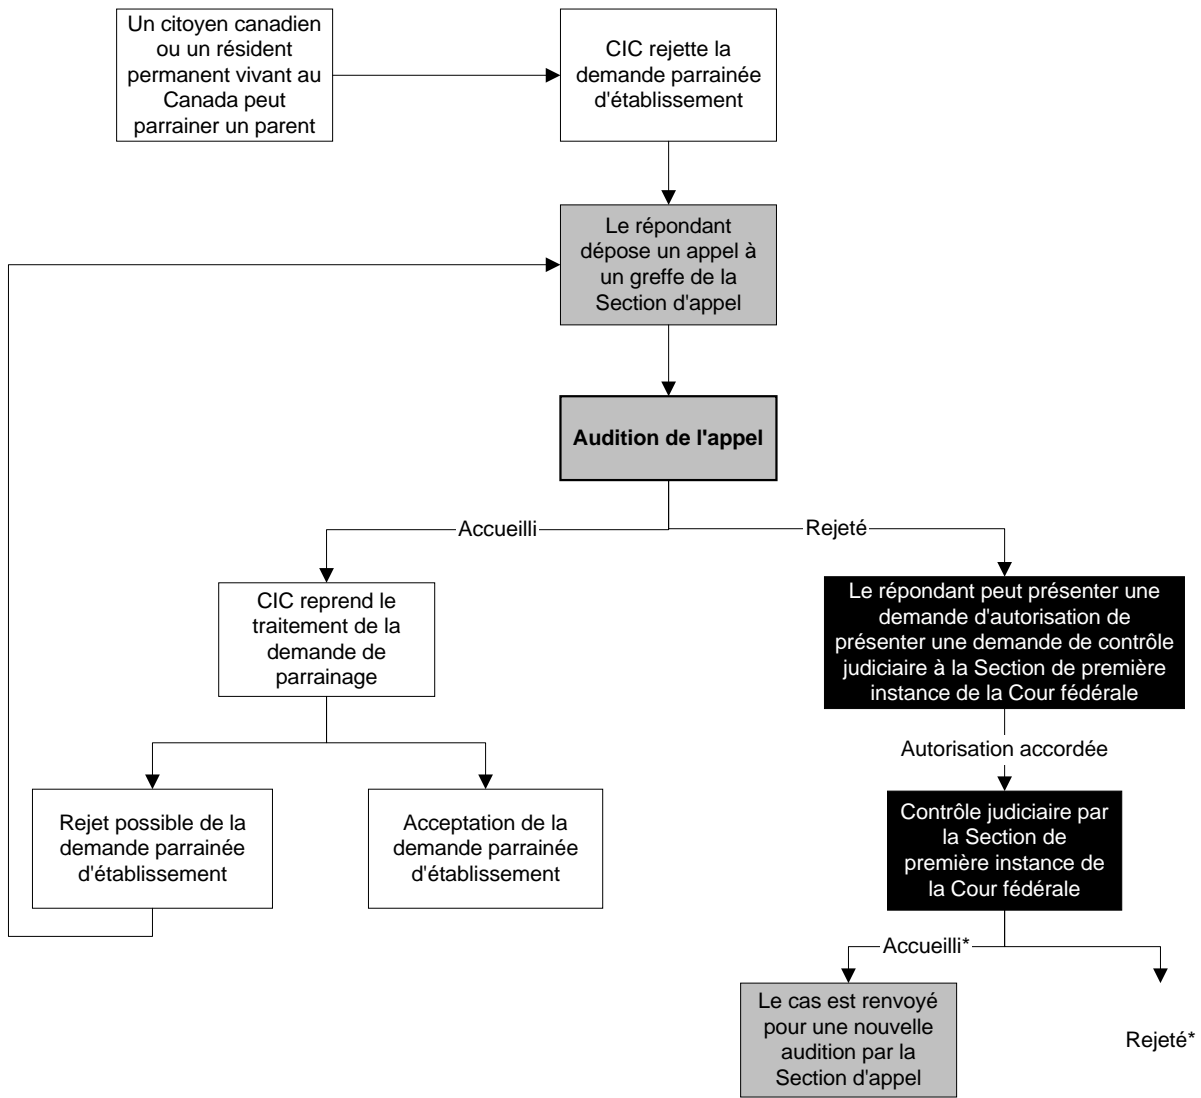 Un citoyen canadien
ou un résident
permanent vivant au
Canada peut
parrainer un parent
CIC rejette la
demande parrainée
d'établissement
Le répondant
dépose un appel à
un greffe de la
Section d'appel
Audition de l'appel
Accueilli
Rejeté
CIC reprend le
traitement de la
demande de
parrainage
Le répondant peut présenter une
demande d'autorisation de
présenter une demande de contrôle
judiciaire à la Section de première
instance de la Cour fédérale
Autorisation accordée
Rejet possible de la
demande parrainée
d'établissement
Acceptation de la
demande parrainée
d'établissement
Contrôle judiciaire par
la Section de
première instance de
la Cour fédérale
Accueilli*
Le cas est renvoyé
pour une nouvelle
audition par la
Section d'appel
Rejeté*